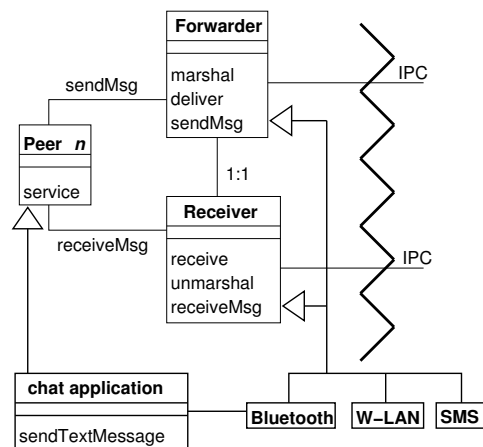 Forwarder
marshal
deliver
sendMsg
sendMsg
IPC
Peer n
service
1:1
Receiver
receive
unmarshal
receiveMsg
receiveMsg
IPC
chat application
sendTextMessage
Bluetooth
W–LAN
SMS